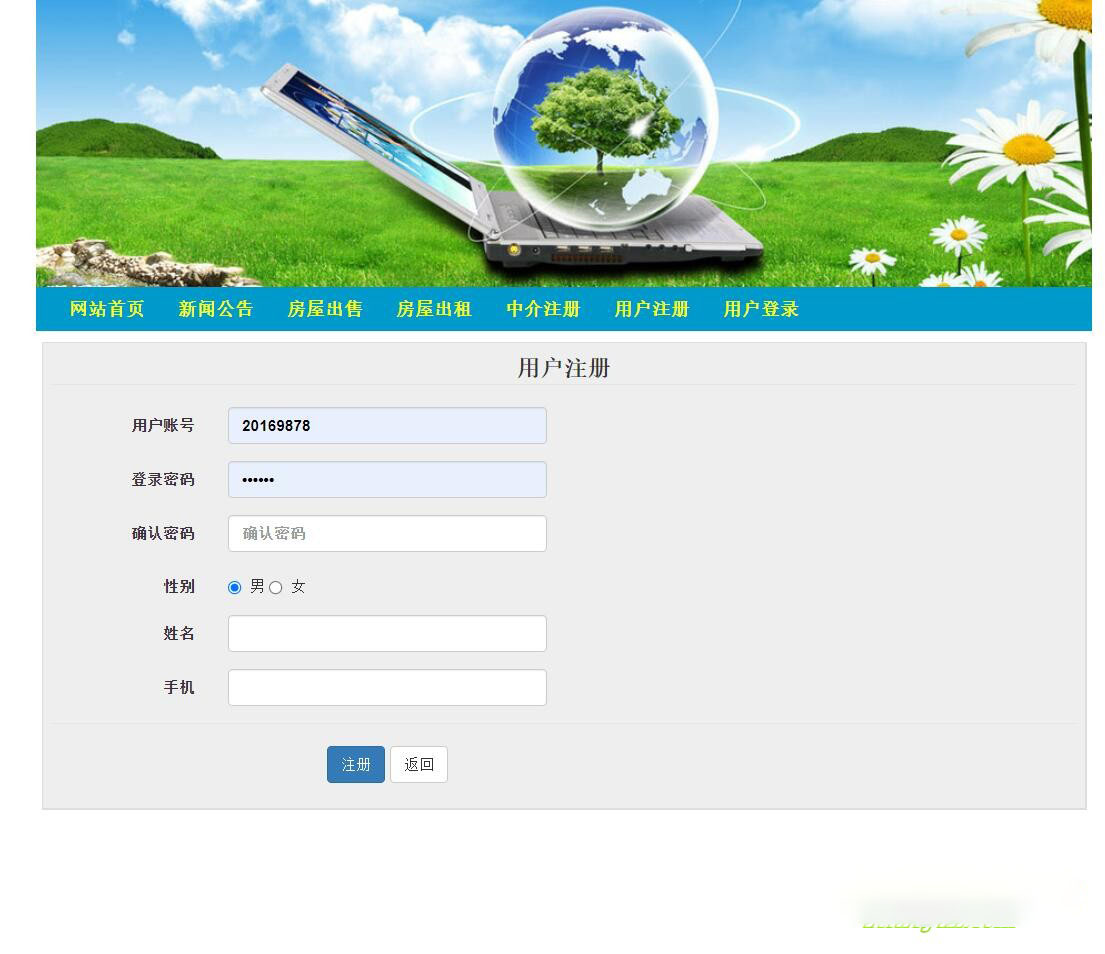 网站首页 新闻公告 房屋出售 房屋出租 中介注册 用户注册 用户登录
用户注册
用户账号 20169878
登录密码 ••••••
确认密码 确认密码
性别 男 女
姓名
手机
注册 返回